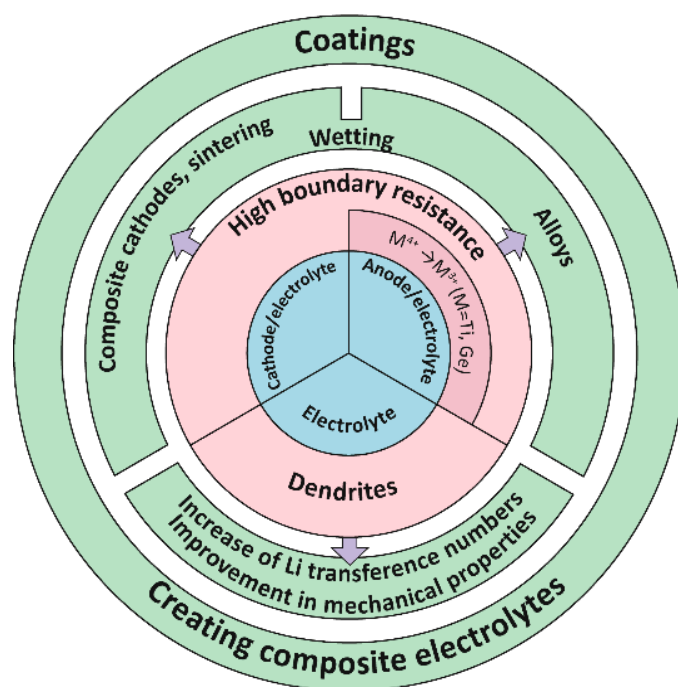 Coatings
Composite cathodes, sintering
Wetting
Alloys
High boundary resistance
M⁴⁺ →M³⁺ (M=Ti, Ge)
Cathode/electrolyte
Anode/electrolyte
Electrolyte
Dendrites
Increase of Li transference numbers
Improvement in mechanical properties
Creating composite electrolytes